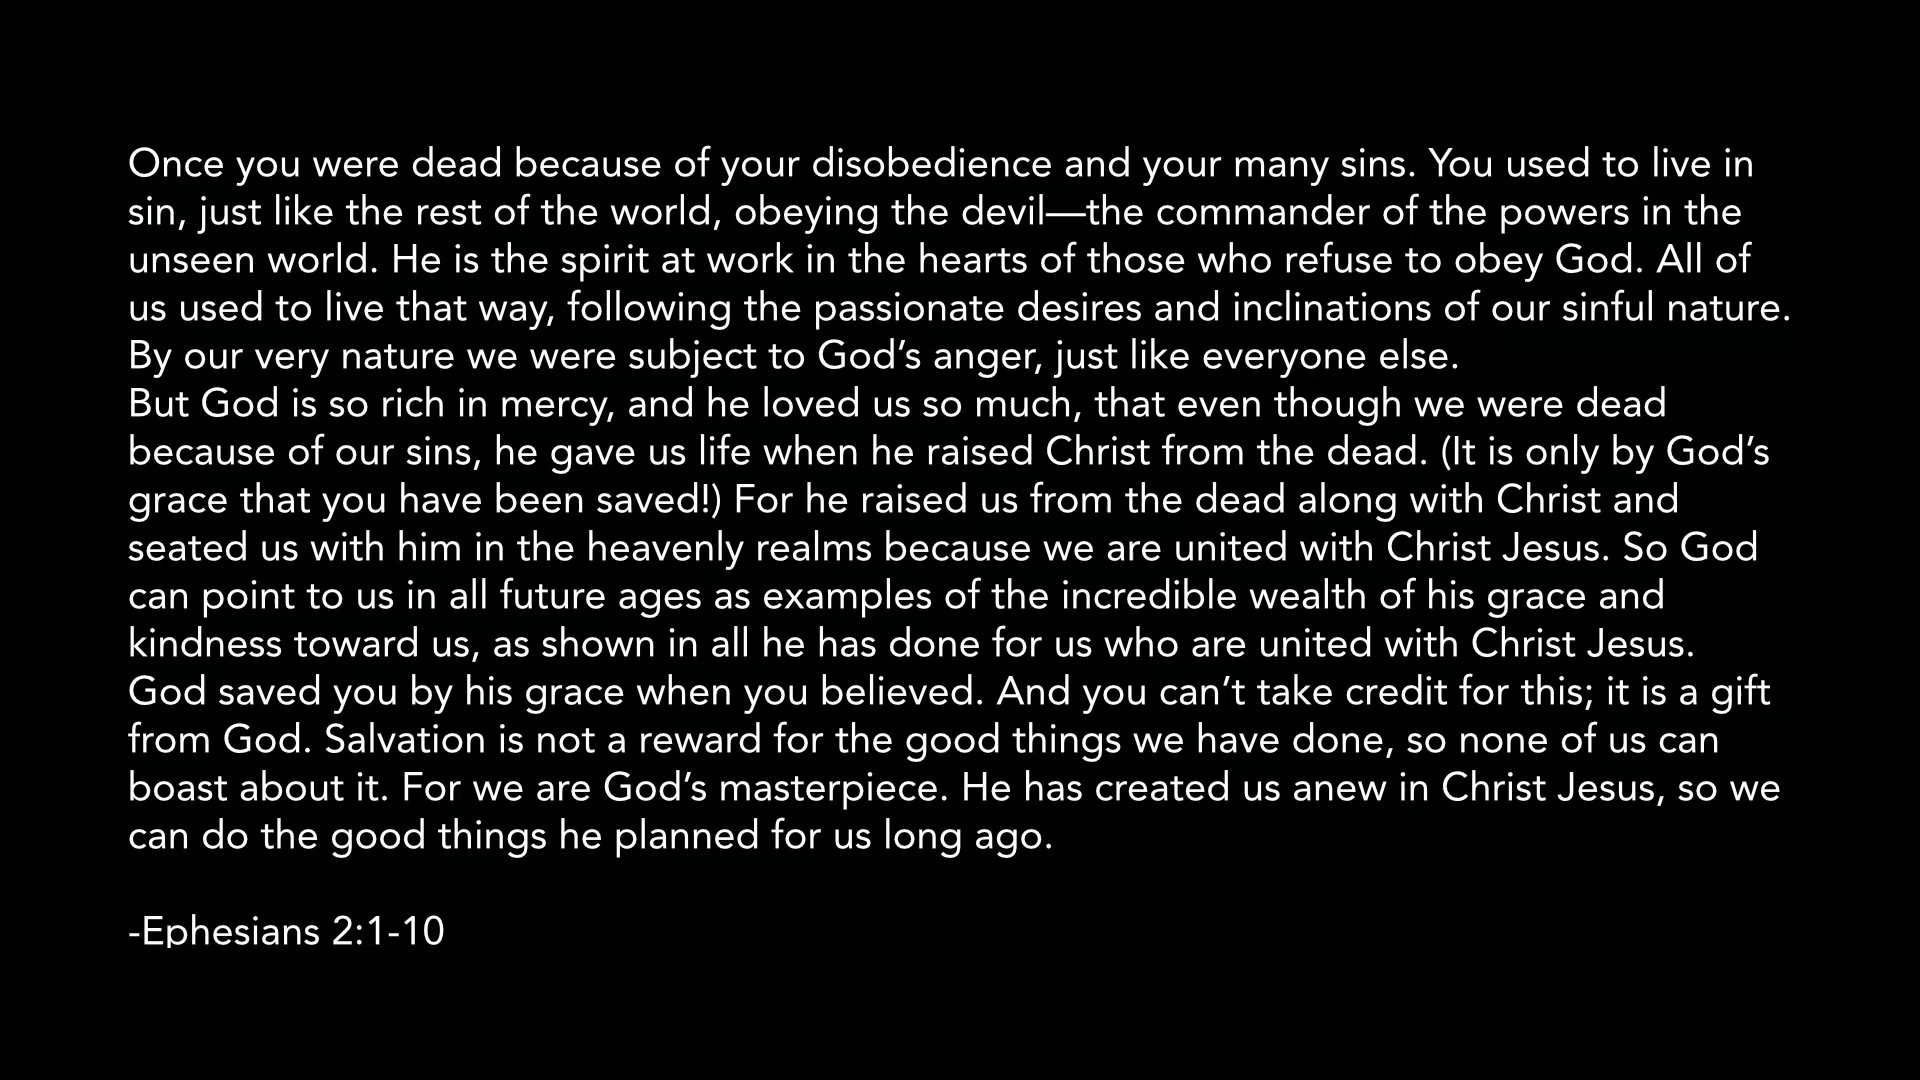 Once you were dead because of your disobedience and your many sins. You used to live in
sin, just like the rest of the world, obeying the devil—the commander of the powers in the
unseen world. He is the spirit at work in the hearts of those who refuse to obey God. All of
us used to live that way, following the passionate desires and inclinations of our sinful nature.
By our very nature we were subject to God’s anger, just like everyone else.
But God is so rich in mercy, and he loved us so much, that even though we were dead
because of our sins, he gave us life when he raised Christ from the dead. (It is only by God’s
grace that you have been saved!) For he raised us from the dead along with Christ and
seated us with him in the heavenly realms because we are united with Christ Jesus. So God
can point to us in all future ages as examples of the incredible wealth of his grace and
kindness toward us, as shown in all he has done for us who are united with Christ Jesus.
God saved you by his grace when you believed. And you can’t take credit for this; it is a gift
from God. Salvation is not a reward for the good things we have done, so none of us can
boast about it. For we are God’s masterpiece. He has created us anew in Christ Jesus, so we
can do the good things he planned for us long ago.
-Ephesians 2:1-10